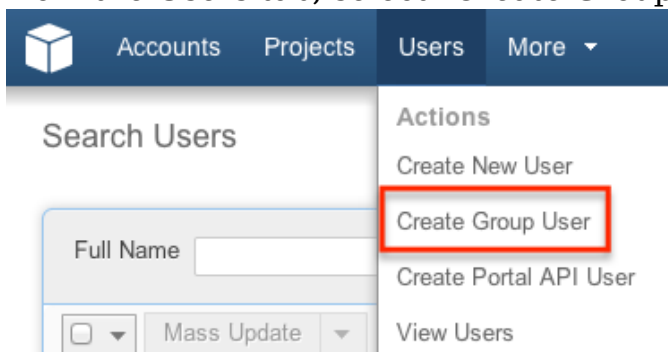 Accounts Projects Users More
Search Users
Actions
Create New User
Create Group User
Create Portal API User
View Users
Full Name
Mass Update